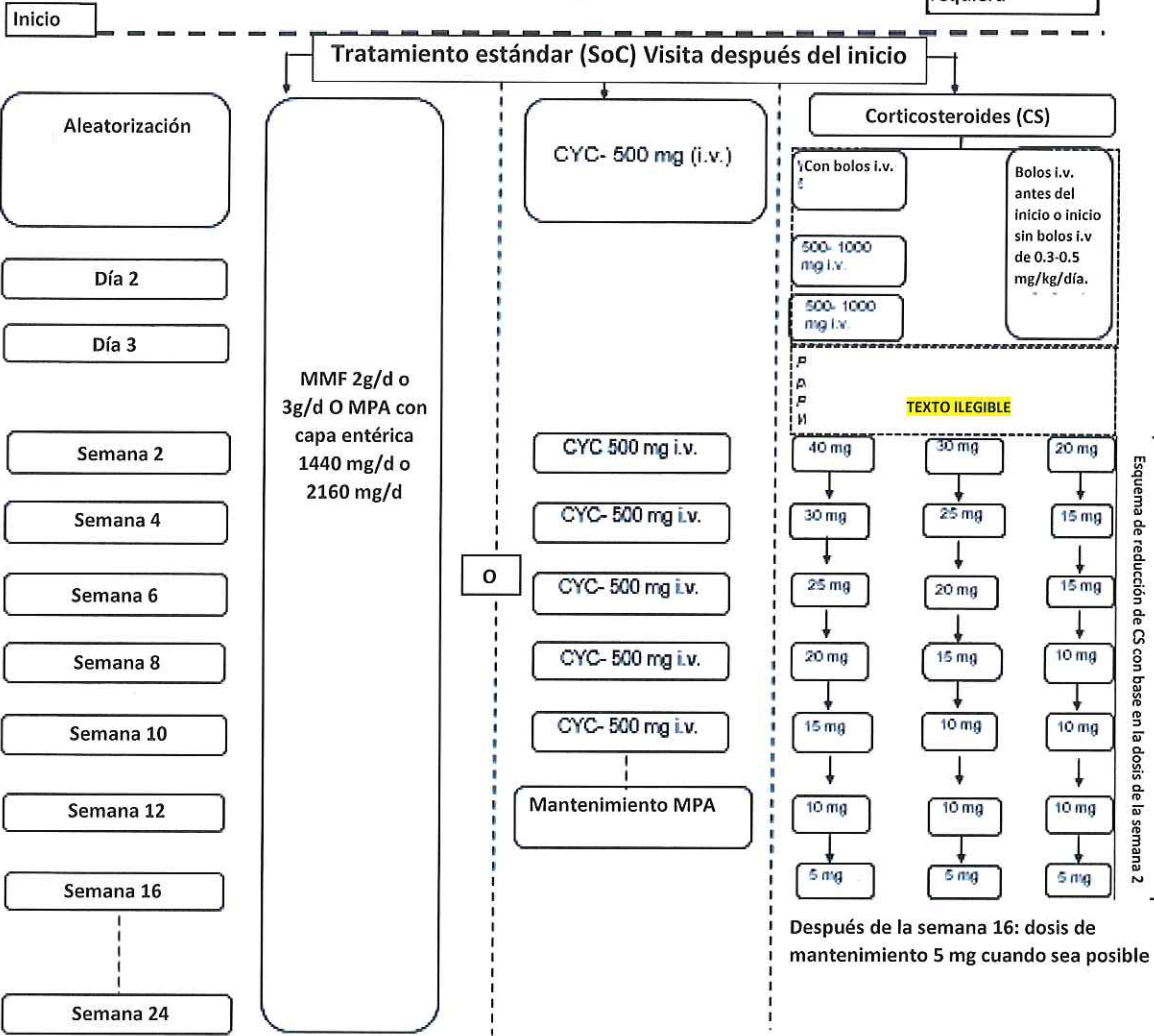 requiera
Inicio
Tratamiento estándar (SoC) Visita después del inicio
Aleatorización
Día 2
Día 3
Semana 2
Semana 4
Semana 6
Semana 8
Semana 10
Semana 12
Semana 16
Semana 24
MMF 2g/d o
3g/d O MPA con
capa entérica
1440 mg/d o
2160 mg/d
O
CYC- 500 mg (i.v.)
CYC 500 mg i.v.
CYC- 500 mg i.v.
CYC- 500 mg i.v.
CYC- 500 mg i.v.
CYC- 500 mg i.v.
Mantenimiento MPA
Corticosteroides (CS)
Con bolos i.v.
500- 1000
mg i.v.
500- 1000
mg i.v.
Bolos i.v.
antes del
inicio o inicio
sin bolos i.v
de 0.3-0.5
mg/kg/día.
TEXTO ILEGIBLE
40 mg 30 mg 20 mg
30 mg 25 mg 15 mg
25 mg 20 mg 15 mg
20 mg 15 mg 10 mg
15 mg 10 mg 10 mg
10 mg 10 mg 10 mg
5 mg 5 mg 5 mg
Esquema de reducción de CS con base en la dosis de la semana 2
Después de la semana 16: dosis de
mantenimiento 5 mg cuando sea posible